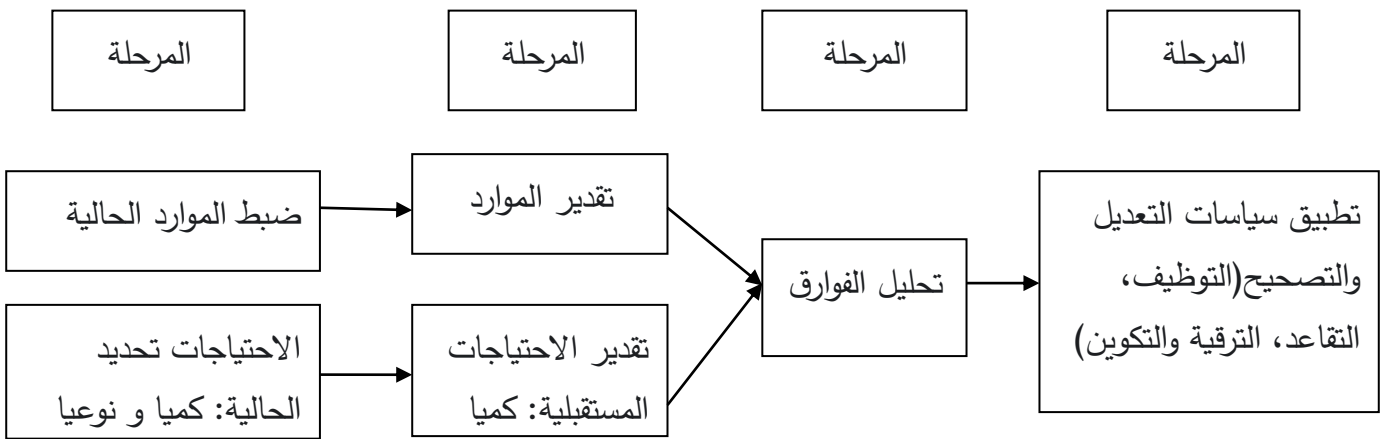 المرحلة
المرحلة
المرحلة
المرحلة
ضبط الموارد الحالية
تقدير الموارد
تحليل الفوارق
تطبيق سياسات التعديل
والتصحيح(التوظيف،
التقاعد، الترقية والتكوين)
الاحتياجات تحديد
الحالية: كميا و نوعيا
تقدير الاحتياجات
المستقبلية: كميا